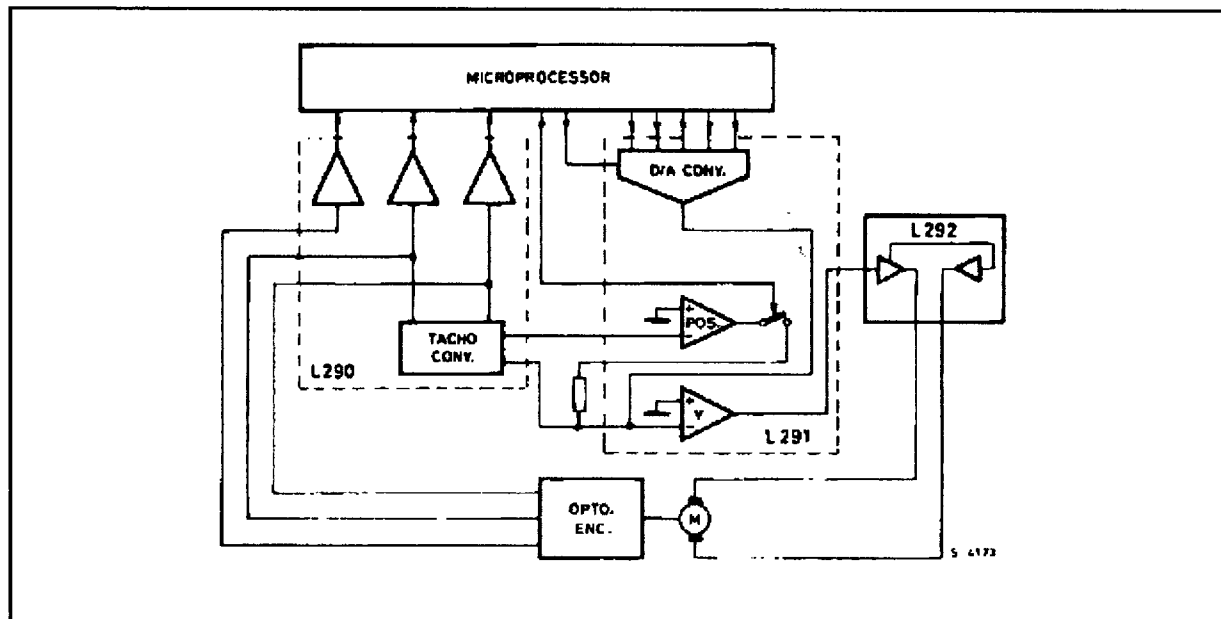 MICROPROCESSOR
D/A CONV.
L292
+
POS.
-
TACHO
CONV.
L290
+
V
-
L291
OPTO.
ENC.
M
S 4173